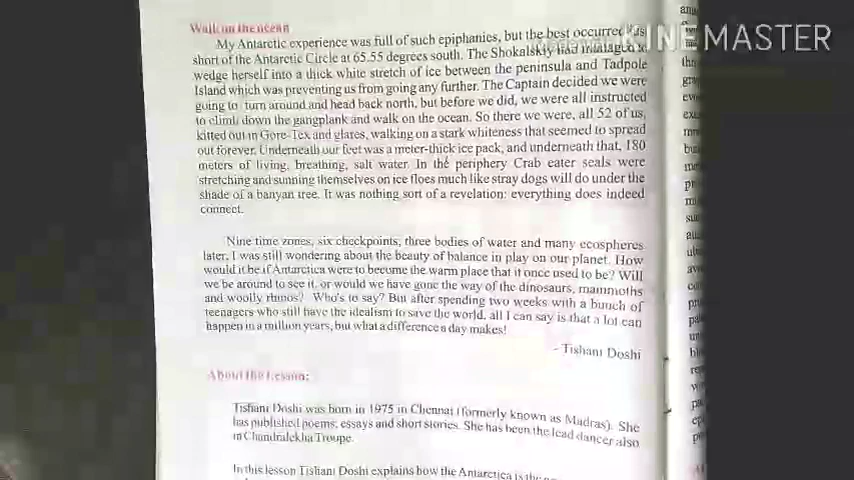 Walk on the ocean
My Antarctic experience was full of such epiphanies, but the best occurred
short of the Antarctic Circle at 65.55 degrees south. The Shokalskiy had managed to
wedge herself into a thick white stretch of ice between the peninsula and Tadpole
Island which was preventing us from going any further. The Captain decided we were
going to turn around and head back north, but before we did, we were all instructed
to climb down the gangplank and walk on the ocean. So there we were, all 52 of us,
kitted out in Gore-Tex and glares, walking on a stark whiteness that seemed to spread
out forever. Underneath our feet was a meter-thick ice pack, and underneath that, 180
meters of living, breathing, salt water. In the periphery Crab eater seals were
stretching and sunning themselves on ice floes much like stray dogs will do under the
shade of a banyan tree. It was nothing sort of a revelation: everything does indeed
connect.
Nine time zones, six checkpoints, three bodies of water and many ecospheres
later, I was still wondering about the beauty of balance in play on our planet. How
would it be if Antarctica were to become the warm place that it once used to be? Will
we be around to see it, or would we have gone the way of the dinosaurs, mammoths
and woolly rhinos? Who's to say? But after spending two weeks with a bunch of
teenagers who still have the idealism to save the world, all I can say is that a lot can
happen in a million years, but what a difference a day makes!
- Tishani Doshi
About the Lesson:
Tishani Doshi was born in 1975 in Chennai (formerly known as Madras). She
has published poems, essays and short stories. She has been the lead dancer also
in Chandralekha Troupe.
In this lesson Tishani Doshi explains how the Antarctica is the
KINEMASTER